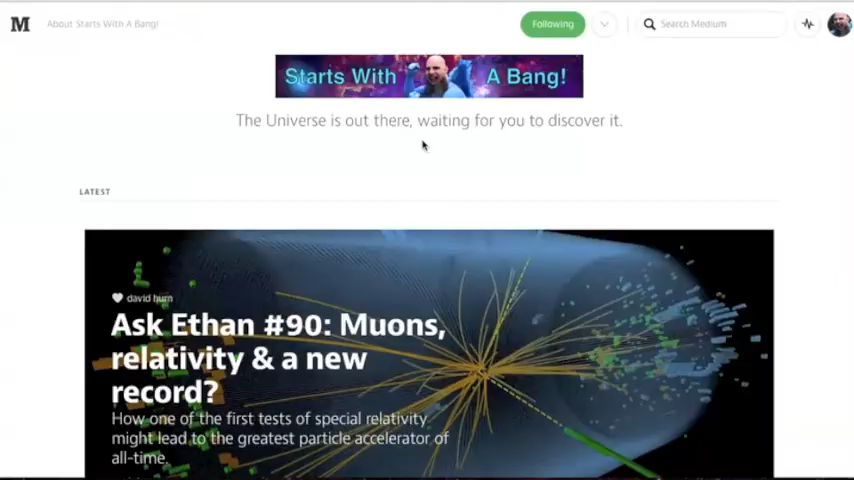 M About Starts With A Bang! Following Search Medium
Starts With A Bang!
The Universe is out there, waiting for you to discover it.
LATEST
david hurn
Ask Ethan #90: Muons,
relativity & a new
record?
How one of the first tests of special relativity
might lead to the greatest particle accelerator of
all-time.